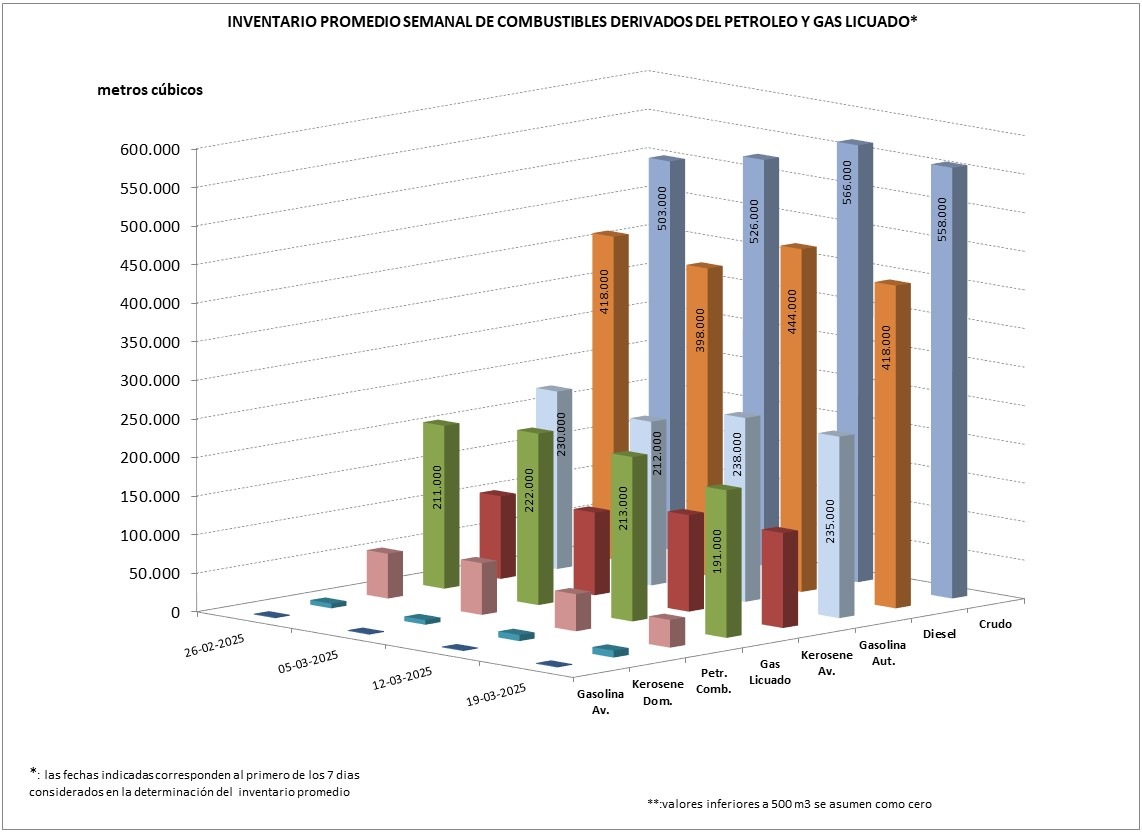 INVENTARIO PROMEDIO SEMANAL DE COMBUSTIBLES DERIVADOS DEL PETROLEO Y GAS LICUADO*
metros cúbicos
600.000
550.000
500.000
450.000
400.000
350.000
300.000
250.000
200.000
150.000
100.000
50.000
0
503.000
526.000
566.000
558.000
418.000
398.000
444.000
418.000
230.000
212.000
238.000
235.000
211.000
222.000
213.000
191.000
26-02-2025
05-03-2025
12-03-2025
19-03-2025
Gasolina
Av.
Kerosene
Dom.
Petr.
Comb.
Gas
Licuado
Kerosene
Av.
Gasolina
Aut.
Diesel
Crudo
*: las fechas indicadas corresponden al primero de los 7 dias
considerados en la determinación del inventario promedio
**:valores inferiores a 500 m3 se asumen como cero